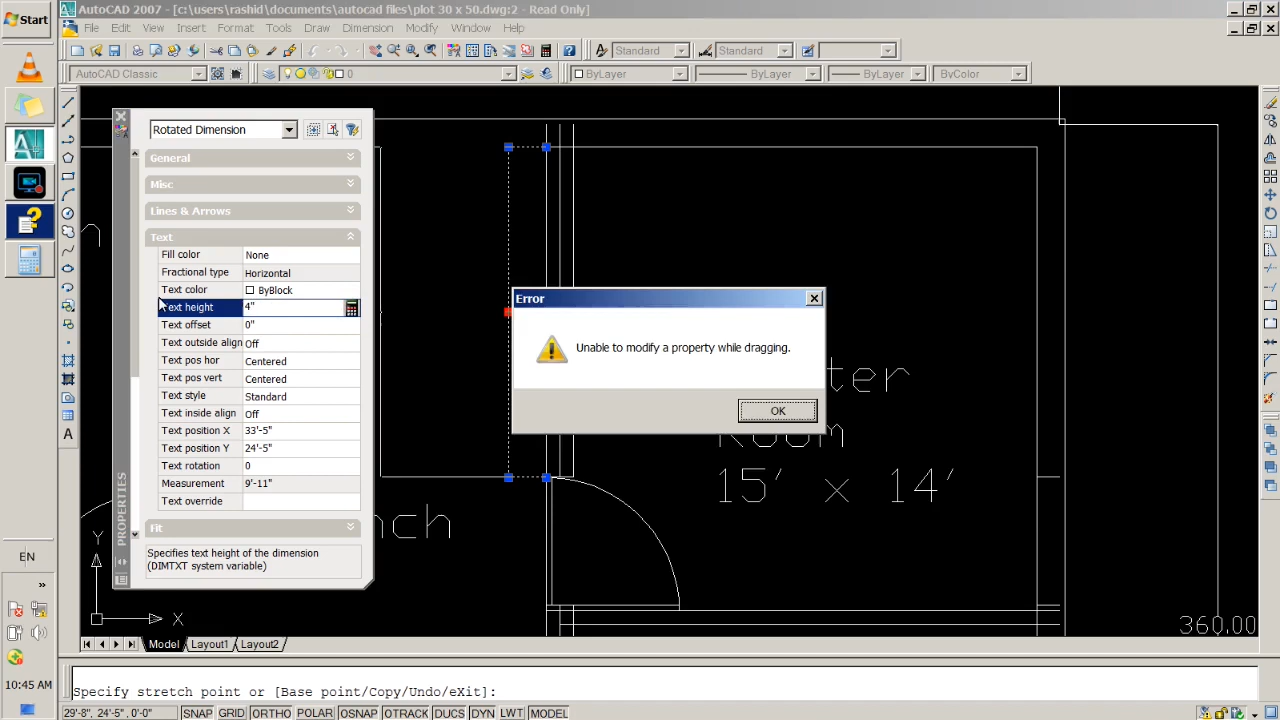 Start
AutoCAD 2007 - [c:\users\rashid\documents\autocad files\plot 30 x 50.dwg:2 - Read Only]
File Edit View Insert Format Tools Draw Dimension Modify Window Help
Standard Standard
AutoCAD Classic 0 ByLayer ByLayer ByLayer ByColor
Rotated Dimension
General
Misc
Lines & Arrows
Text
Fill color None
Fractional type Horizontal
Text color ByBlock
Text height 4"
Text offset 0"
Text outside align Off
Text pos hor Centered
Text pos vert Centered
Text style Standard
Text inside align Off
Text position X 33'-5"
Text position Y 24'-5"
Text rotation 0
Measurement 9'-11"
Text override
Fit
Specifies text height of the dimension
(DIMTXT system variable)
PROPERTIES
Error
Unable to modify a property while dragging.
OK
ter
Room
15' x 14'
nch
360.00
Y
X
EN
Model Layout1 Layout2
10:45 AM
Specify stretch point or [Base point/Copy/Undo/eXit]:
29'-8", 24'-5", 0'-0" SNAP GRID ORTHO POLAR OSNAP OTRACK DUCS DYN LWT MODEL